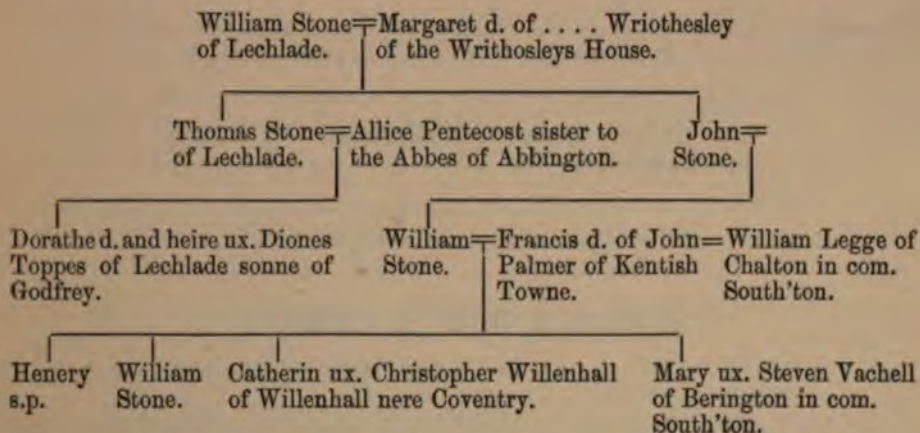 William Stone=Margaret d. of .... Wriothesley
of Lechlade. of the Writhosleys House.
Thomas Stone=Allice Pentecost sister to
of Lechlade. the Abbes of Abbington.
John=
Stone.
Dorathe d. and heire ux. Diones
Toppes of Lechlade sonne of
Godfrey.
William=Francis d. of John=William Legge of
Stone. Palmer of Kentish Chalton in com.
Towne. South'ton.
Henery
s.p.
William
Stone.
Catherin ux. Christopher Willenhall
of Willenhall nere Coventry.
Mary ux. Steven Vachell
of Berington in com.
South'ton.